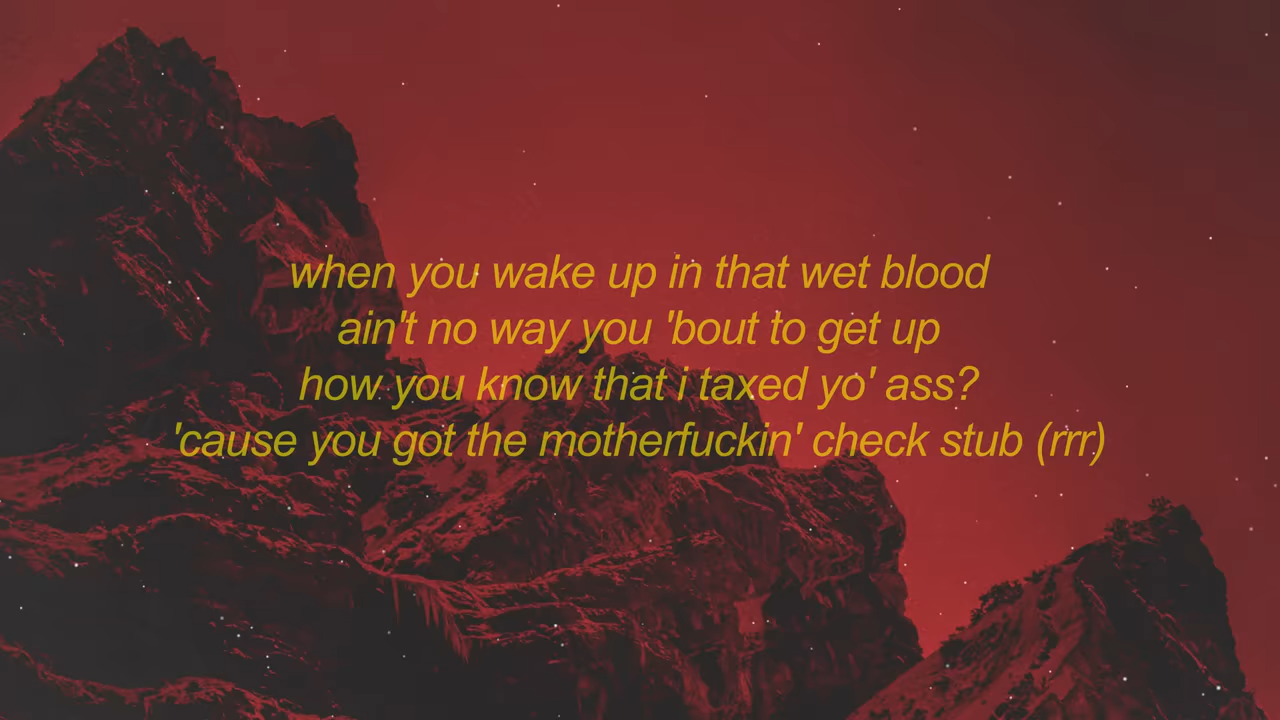 when you wake up in that wet blood
ain't no way you 'bout to get up
how you know that i taxed yo' ass?
'cause you got the motherfuckin' check stub (rrr)